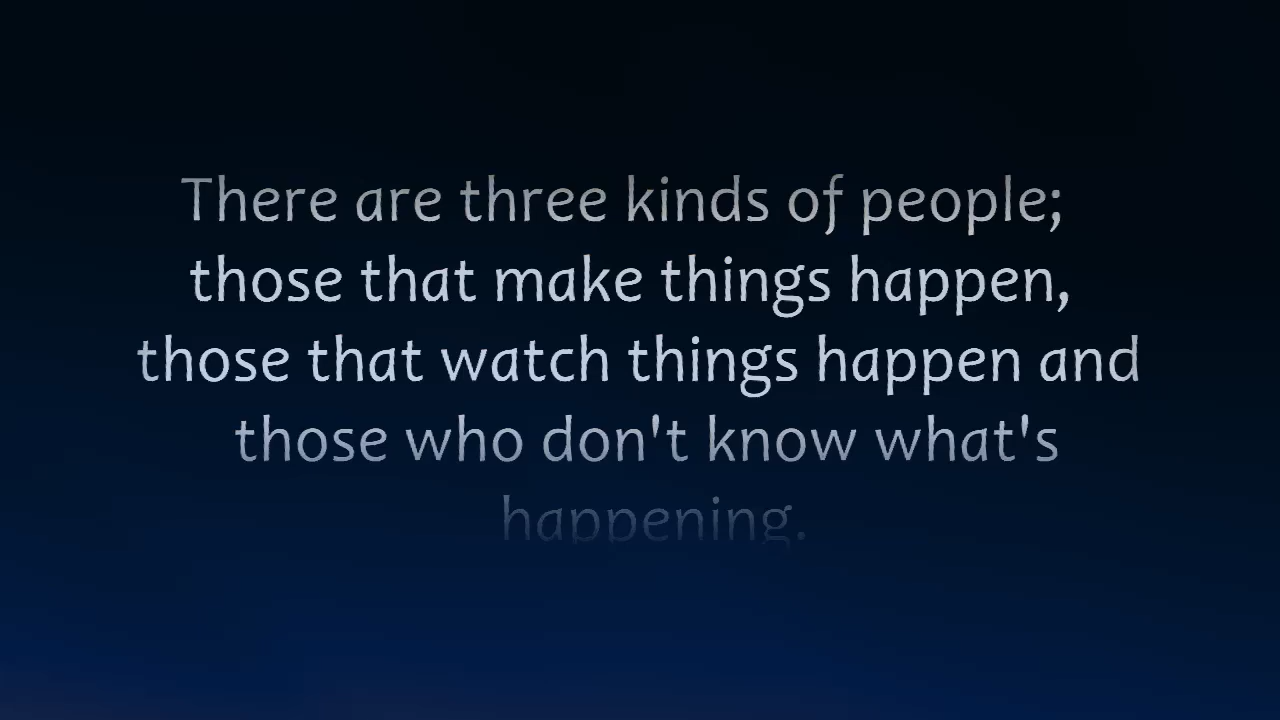 There are three kinds of people;
those that make things happen,
those that watch things happen and
those who don't know what's
happening.